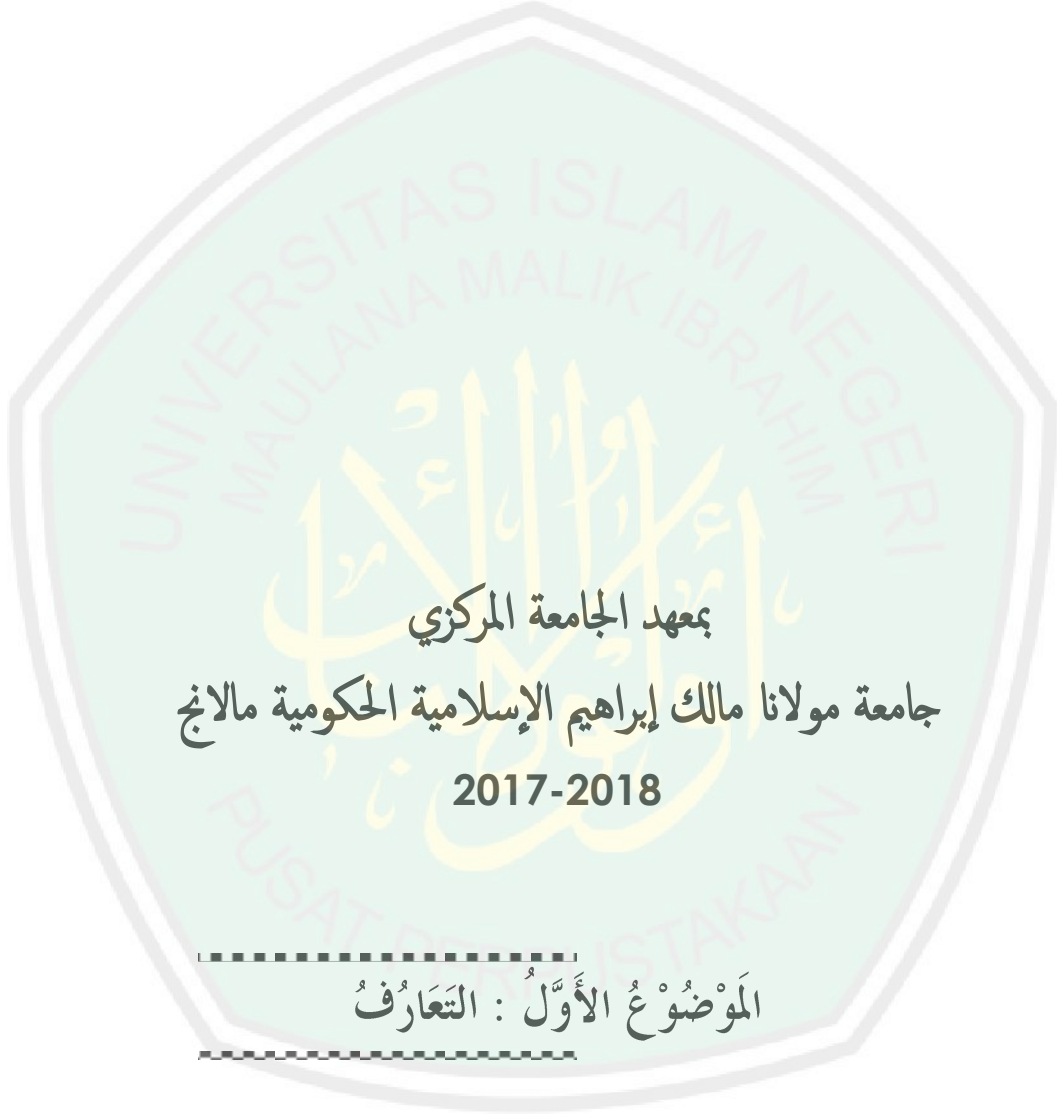 UNIVERSITAS ISLAM NEGERI
MAULANA MALIK IBRAHIM
بمعهد الجامعة المركزي
جامعة مولانا مالك إبراهيم الإسلامية الحكومية مالانج
2017-2018
PUSAT PERPUSTAKAAN
المَوْضُوْعُ الأَوَّلُ : التَعَارُفُ